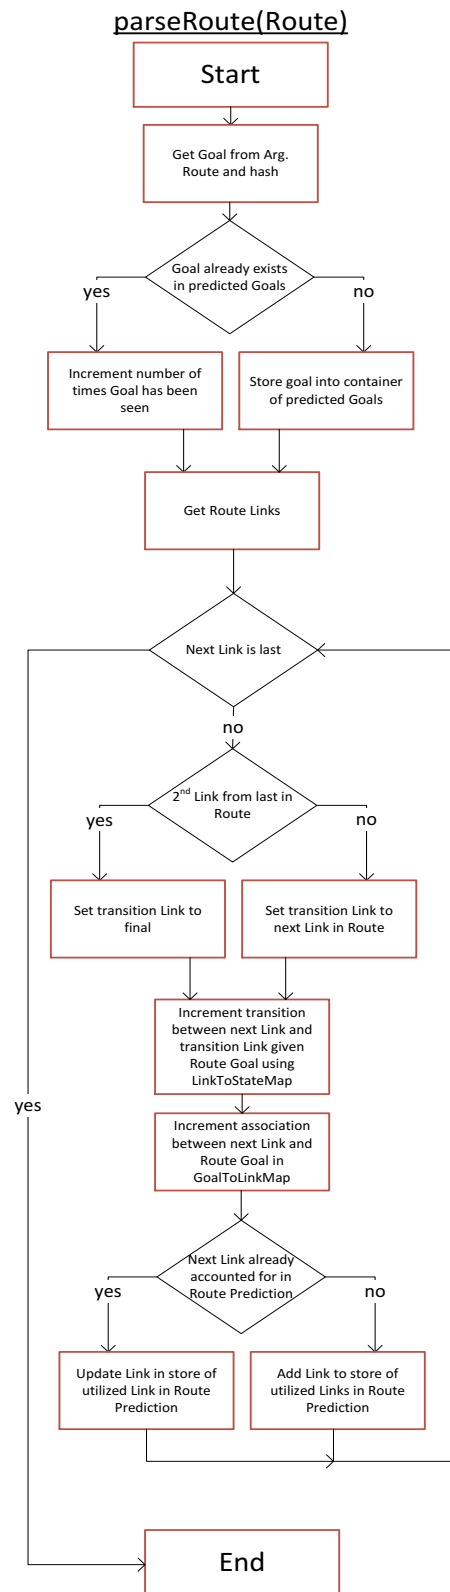 parseRoute(Route)
Start
Get Goal from Arg.
Route and hash
Goal already exists
in predicted Goals
yes
no
Increment number of
times Goal has been
seen
Store goal into container
of predicted Goals
Get Route Links
Next Link is last
no
2nd Link from last in
Route
yes
no
Set transition Link to
final
Set transition Link to
next Link in Route
Increment transition
between next Link and
transition Link given
Route Goal using
LinkToStateMap
yes
Increment association
between next Link and
Route Goal in
GoalToLinkMap
Next Link already
accounted for in
Route Prediction
yes
no
Update Link in store of
utilized Link in Route
Prediction
Add Link to store of
utilized Links in Route
Prediction
End